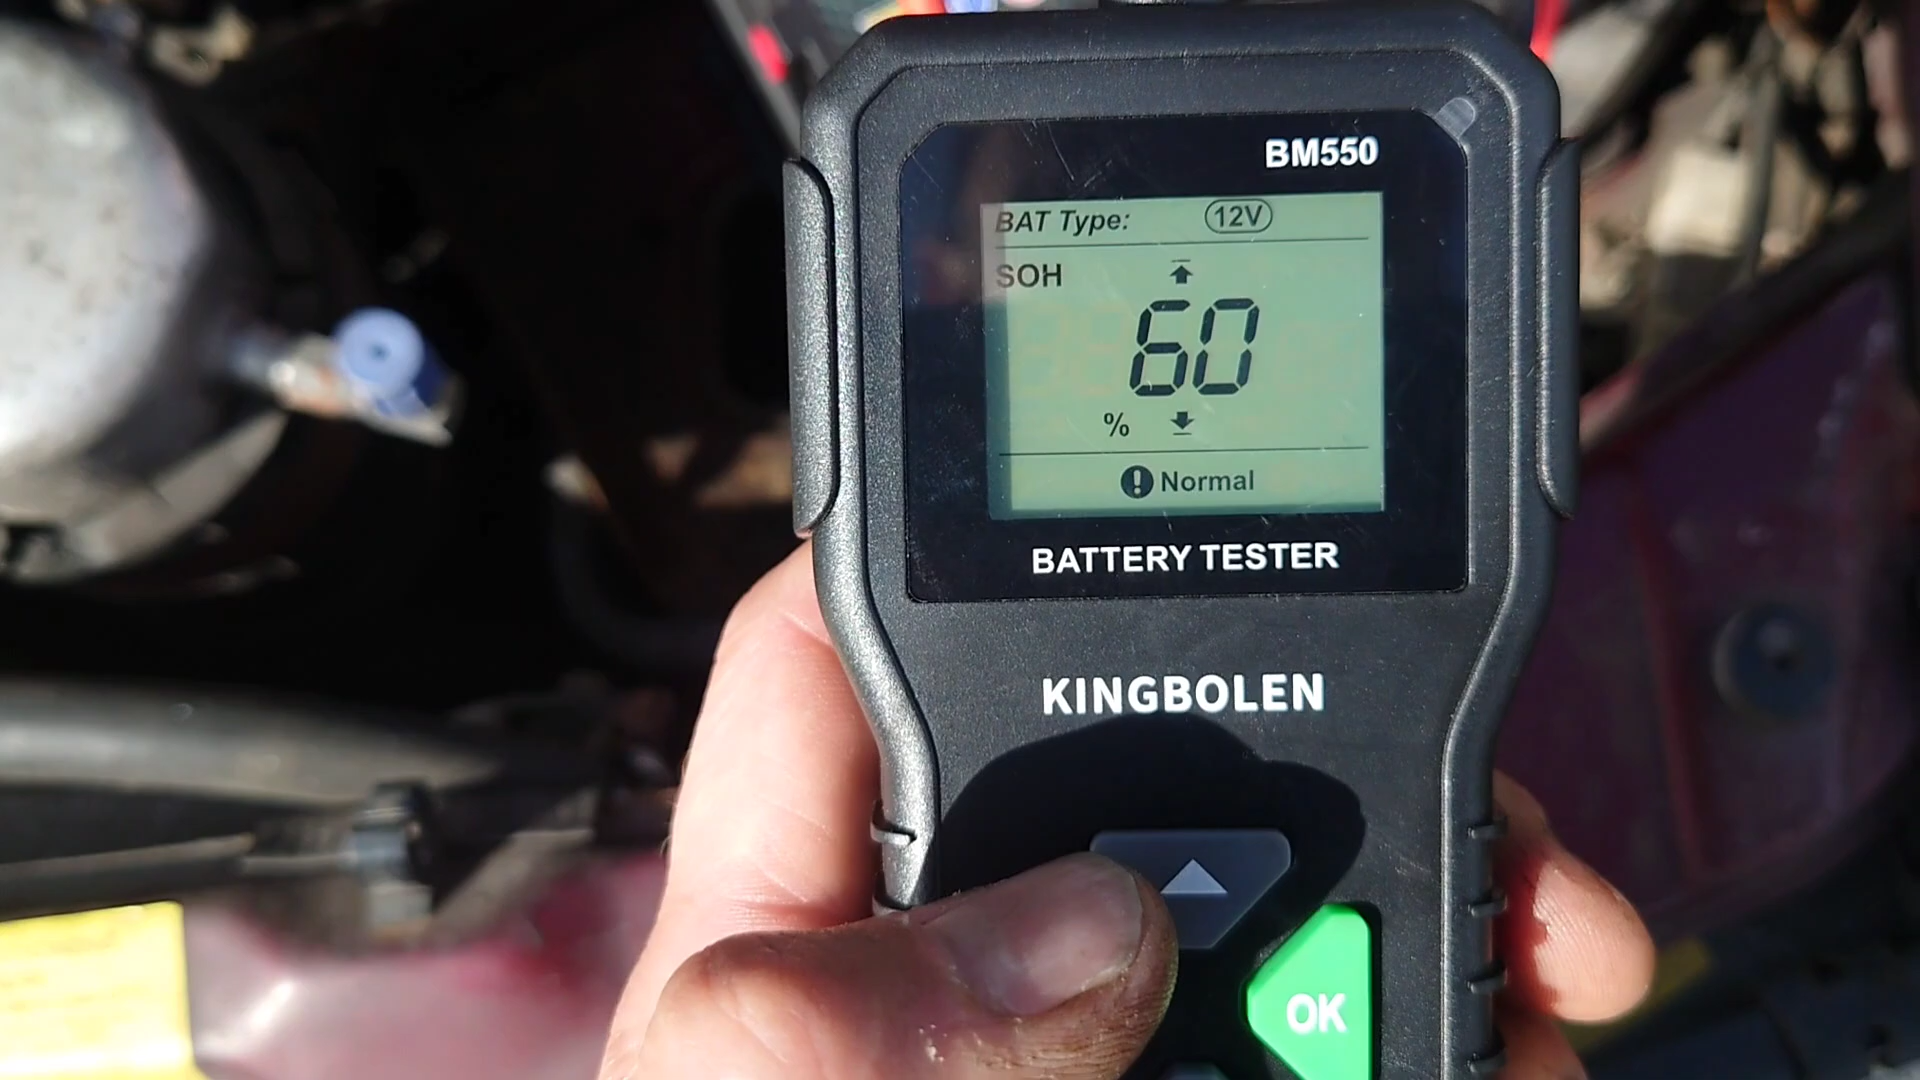 BM550
BAT Type: 12V
SOH
60
%
Normal
BATTERY TESTER
KINGBOLEN
OK